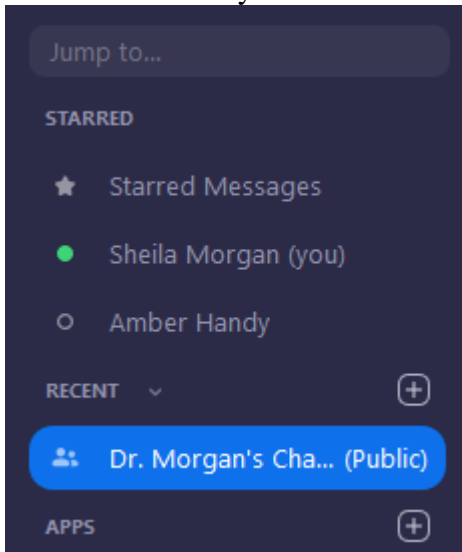 Jump to...
STARRED
Starred Messages
Sheila Morgan (you)
Amber Handy
RECENT
Dr. Morgan's Cha... (Public)
APPS